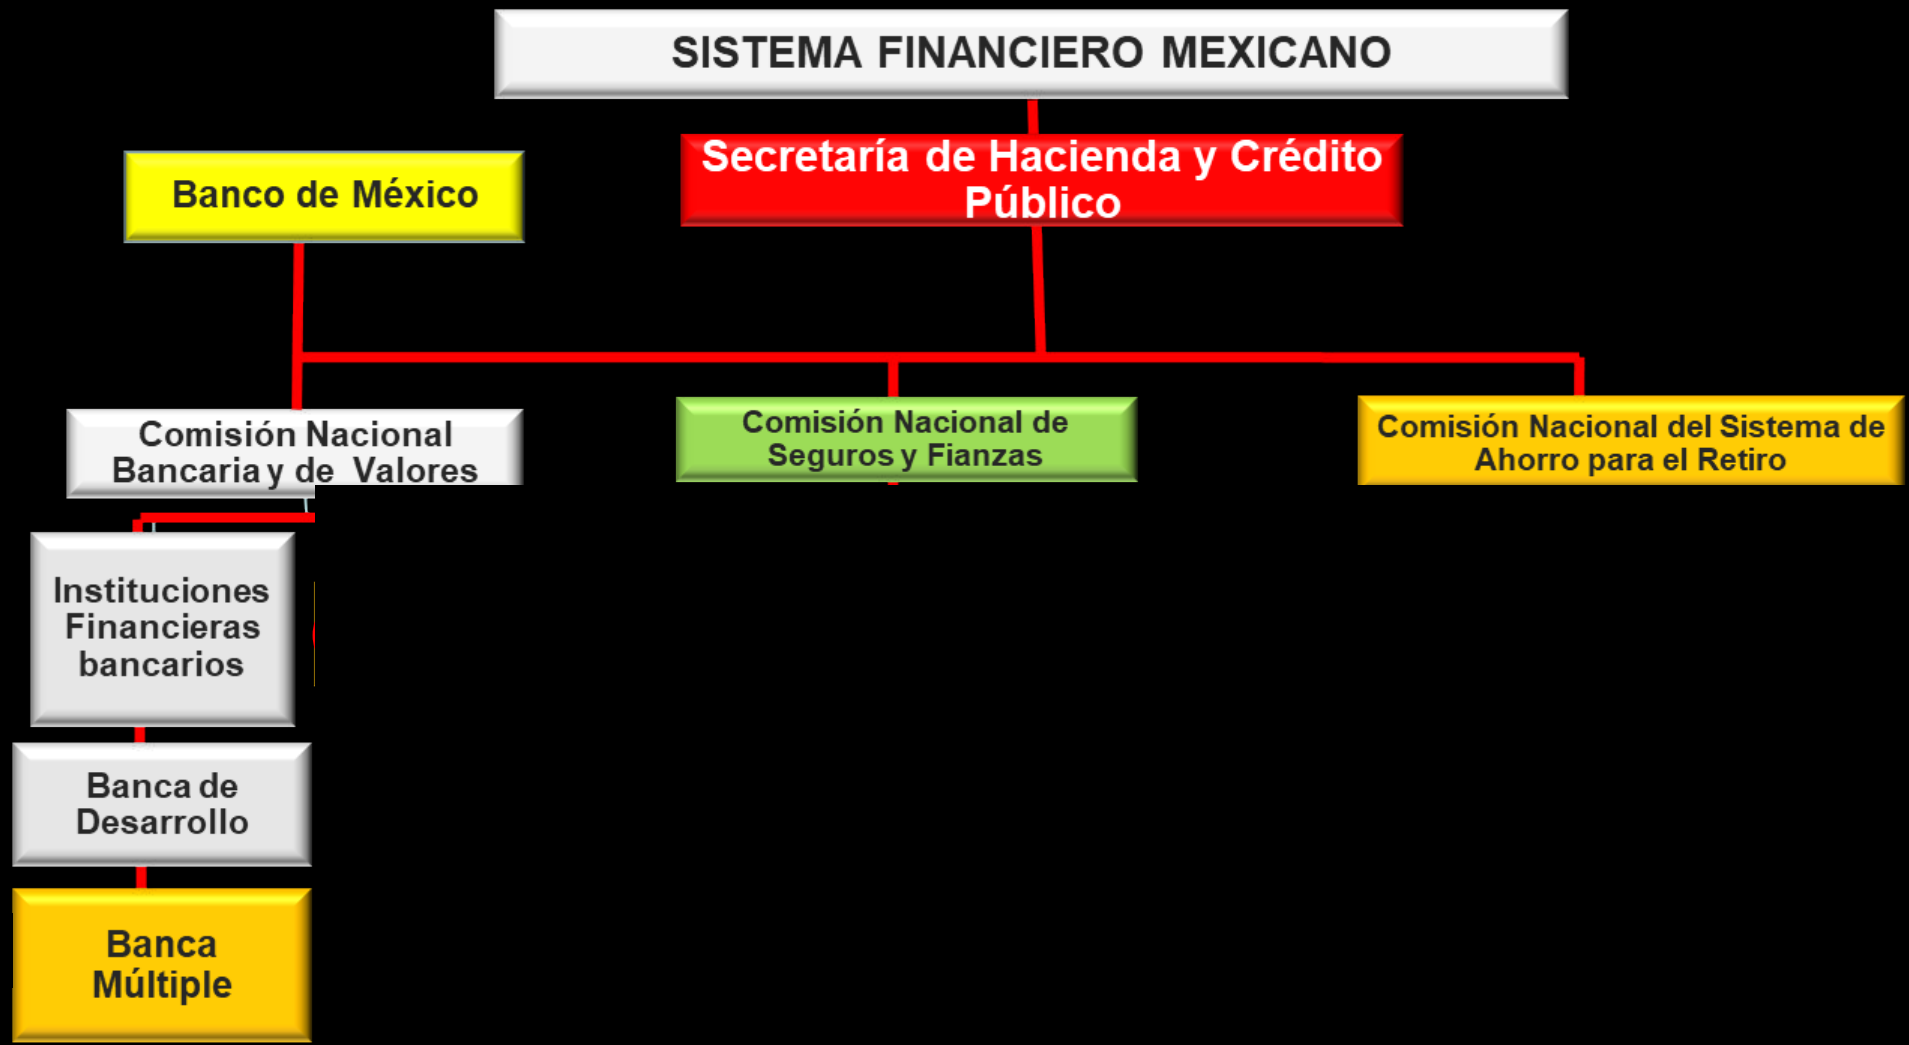 SISTEMA FINANCIERO MEXICANO
Banco de México
Secretaría de Hacienda y Crédito
Público
Comisión Nacional
Bancaria y de Valores
Comisión Nacional de
Seguros y Fianzas
Comisión Nacional del Sistema de
Ahorro para el Retiro
Instituciones
Financieras
bancarios
Banca de
Desarrollo
Banca
Múltiple